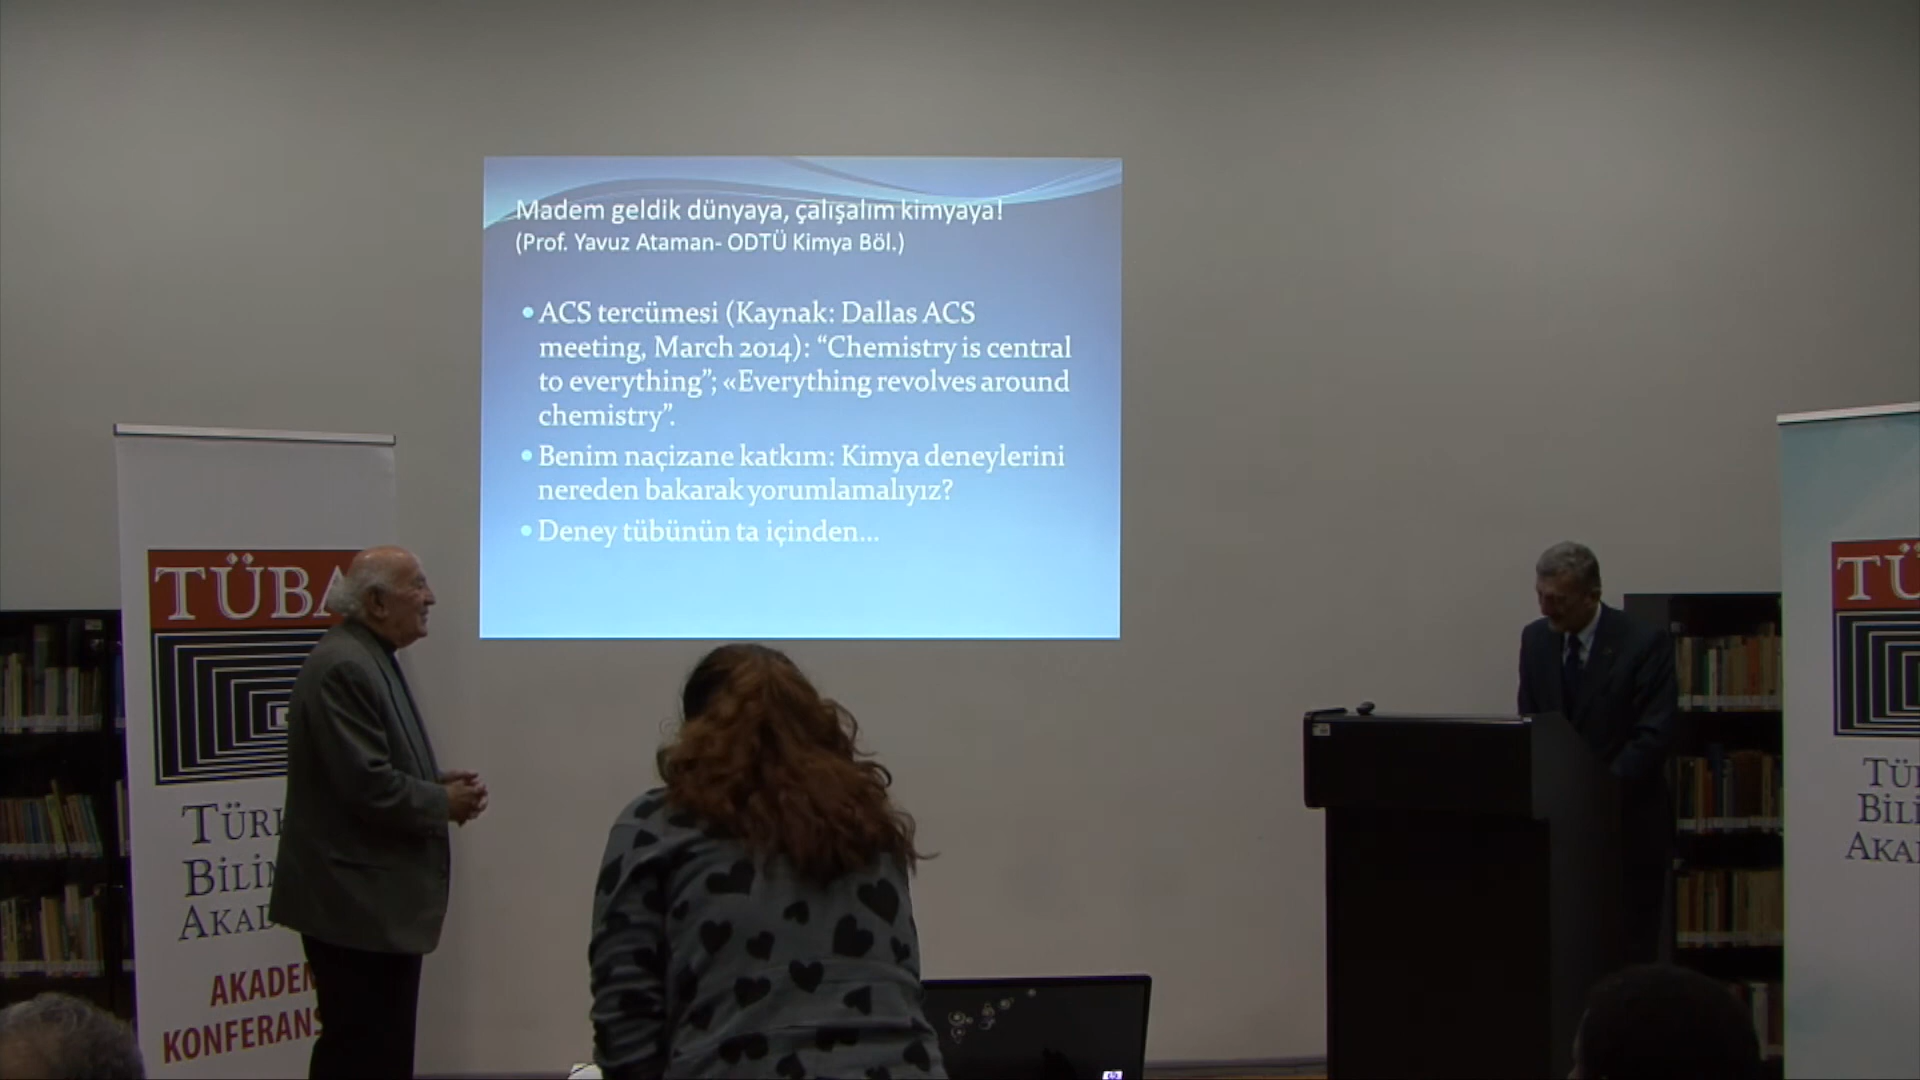 Madem geldik dünyaya, çalışalım kimyaya!
(Prof. Yavuz Ataman- ODTÜ Kimya Böl.)
•ACS tercümesi (Kaynak: Dallas ACS
meeting, March 2014): “Chemistry is central
to everything”; «Everything revolves around
chemistry”.
•Benim naçizane katkım: Kimya deneylerini
nereden bakarak yorumlamalıyız?
•Deney tübünün ta içinden...
TÜBA
TÜRK
BİLİM
AKAD
AKADEM
KONFERANS
TÜ
TÜ
BİLİ
AKA
hp